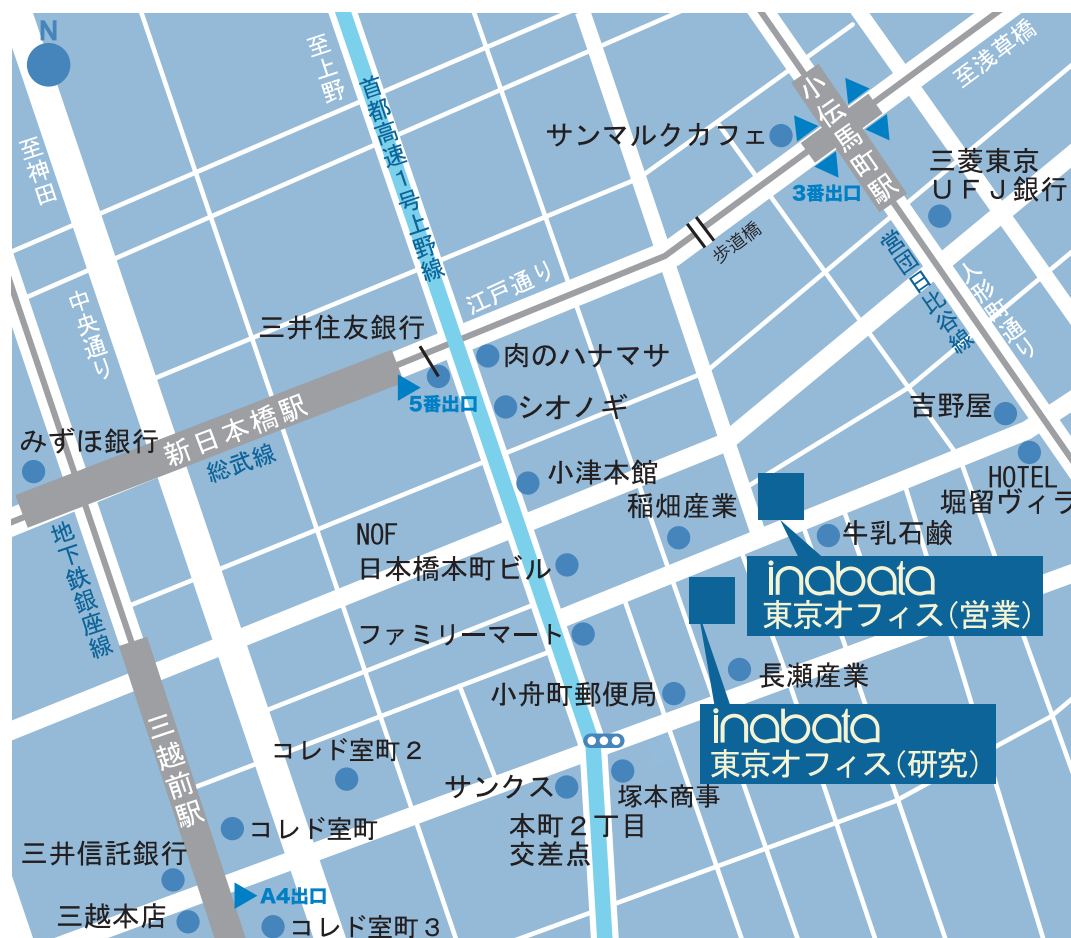 N
至上野
至浅草橋
小伝馬町駅
首都高速1号上野線
サンマルクカフェ
至神田
三菱東京
ＵＦＪ銀行
3番出口
歩道橋
営団日比谷線
人形町通り
江戸通り
中央通り
三井住友銀行
肉のハナマサ
5番出口
シオノギ
吉野屋
新日本橋駅
みずほ銀行
総武線
小津本館
稲畑産業
HOTEL
堀留ヴィラ
NOF
日本橋本町ビル
牛乳石鹸
地下鉄銀座線
inabata
東京オフィス(営業)
ファミリーマート
長瀬産業
小舟町郵便局
inabata
東京オフィス(研究)
三越前駅
コレド室町２
サンクス
塚本商事
本町２丁目
交差点
コレド室町
三井信託銀行
A4出口
三越本店
コレド室町３